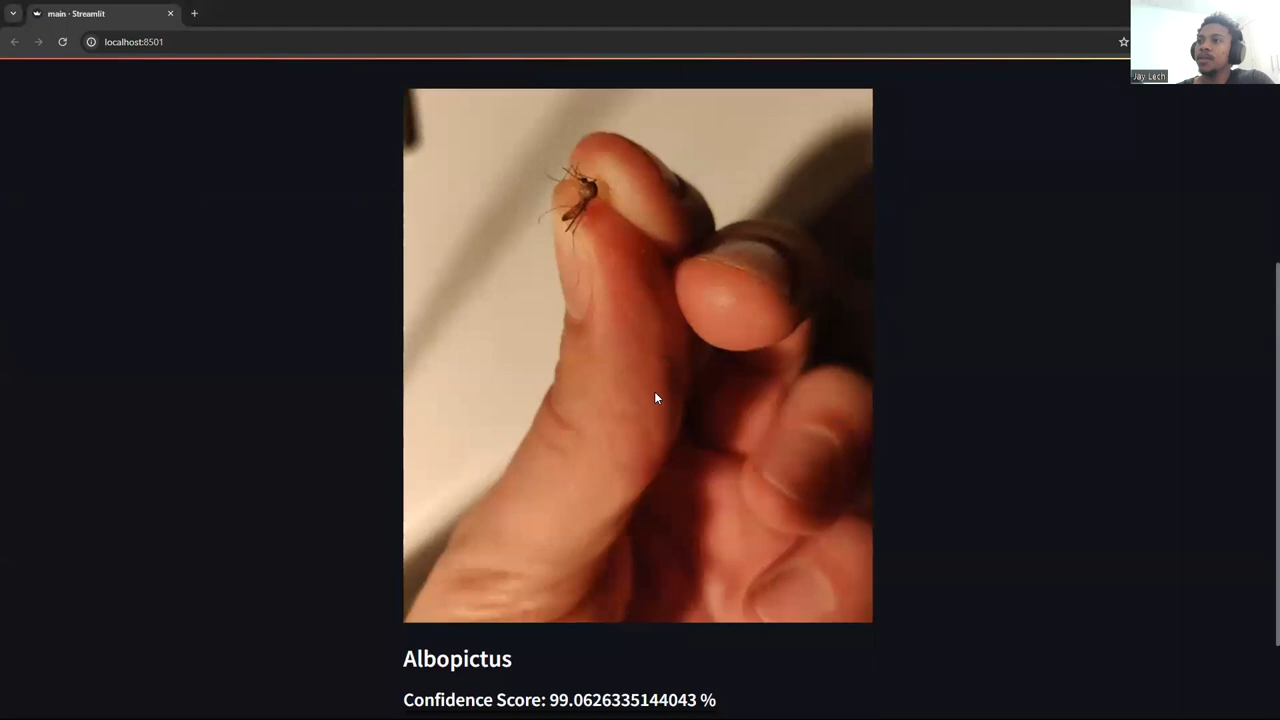 main · Streamlit
localhost:8501
Jay Lech
Albopictus
Confidence Score: 99.0626335144043 %